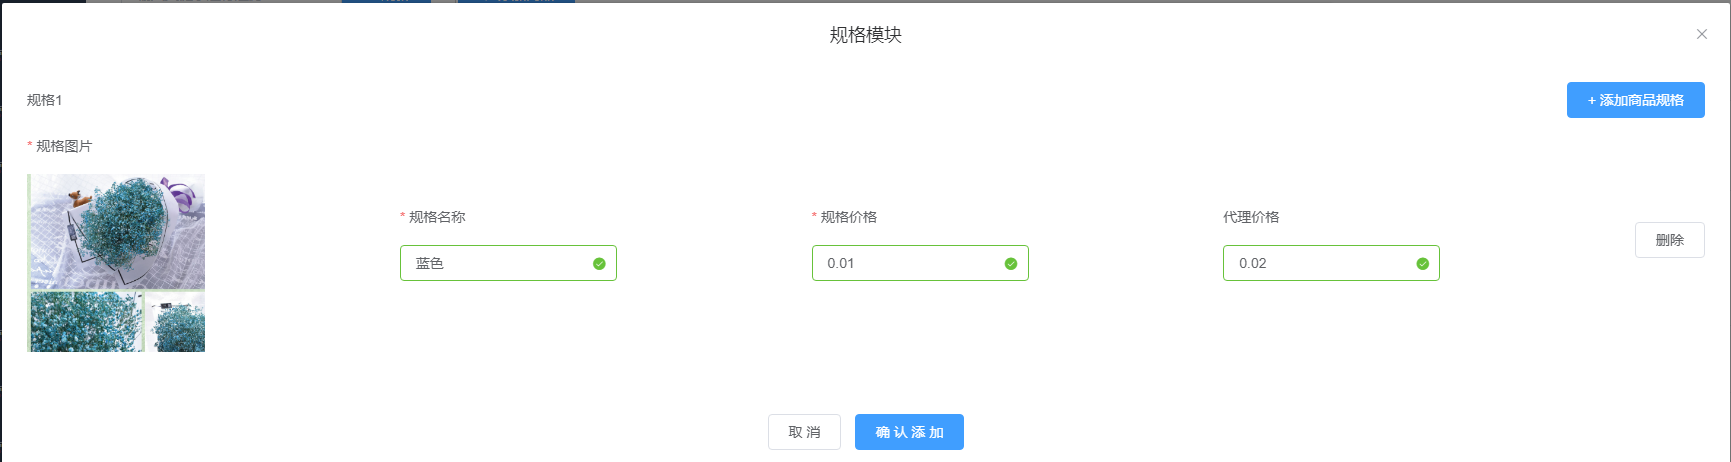 规格模块
规格1
+ 添加商品规格
* 规格图片
* 规格名称
* 规格价格
代理价格
蓝色
0.01
0.02
删除
取 消
确 认 添 加